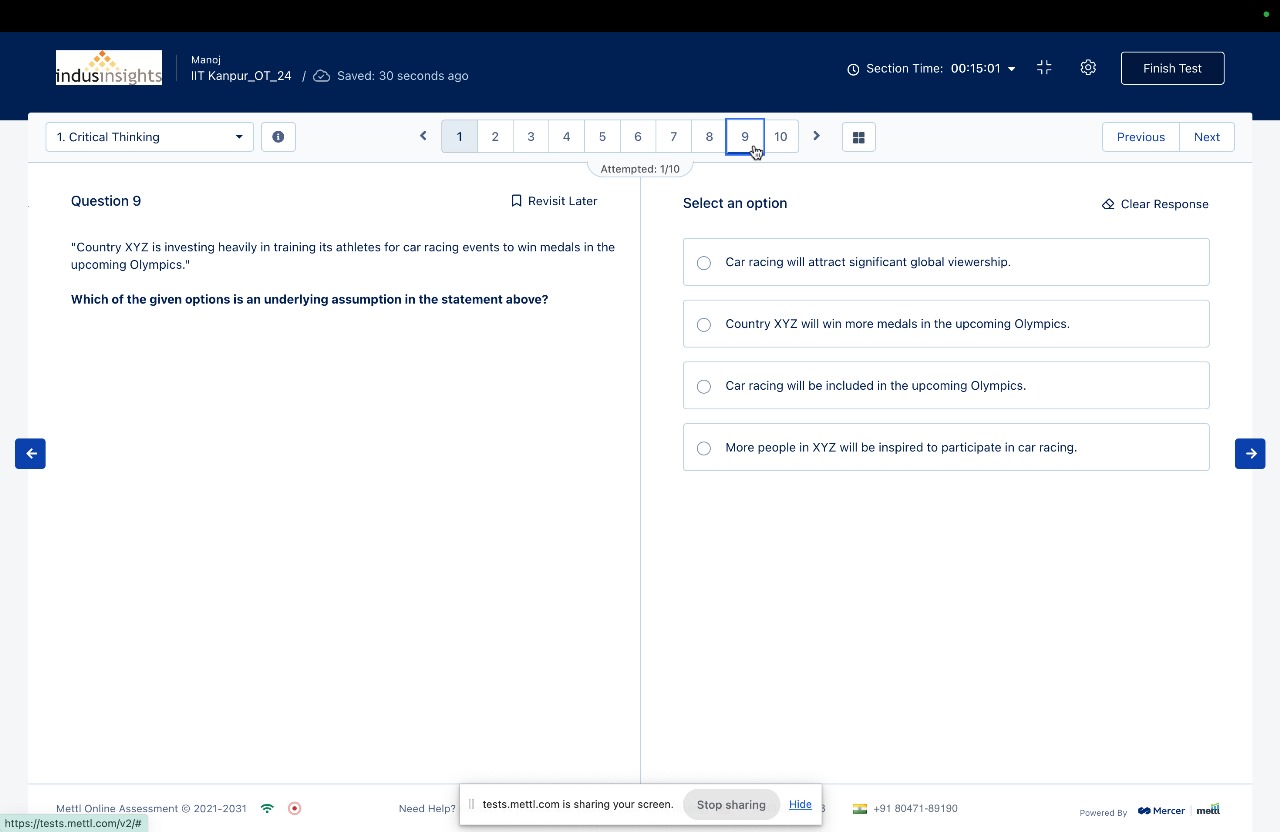 indusinsights
Manoj
IIT Kanpur_OT_24 / Saved: 30 seconds ago
Section Time: 00:15:01
Finish Test
1. Critical Thinking
1 2 3 4 5 6 7 8 9 10
Previous Next
Attempted: 1/10
Question 9
Revisit Later
"Country XYZ is investing heavily in training its athletes for car racing events to win medals in the
upcoming Olympics."
Which of the given options is an underlying assumption in the statement above?
Select an option
Clear Response
Car racing will attract significant global viewership.
Country XYZ will win more medals in the upcoming Olympics.
Car racing will be included in the upcoming Olympics.
More people in XYZ will be inspired to participate in car racing.
Mettl Online Assessment © 2021-2031
Need Help?
tests.mettl.com is sharing your screen.
Stop sharing
Hide
+91 80471-89190
Powered By
Mercer
mettl
https://tests.mettl.com/v2/#